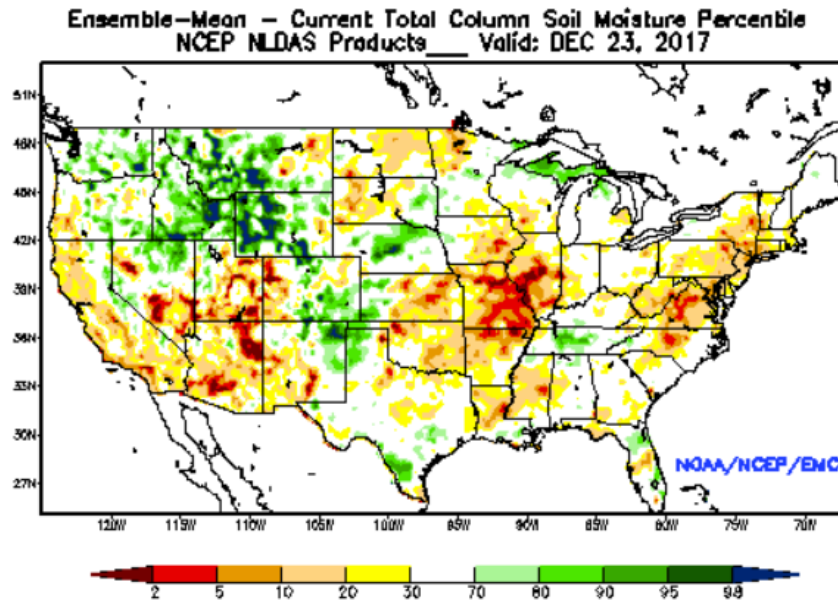 Ensemble-Mean - Current Total Column Soil Moisture Percentile
NCEP NLDAS Products___ Valid: DEC 23, 2017
51N
48N
45N
42N
39N
36N
33N
30N
27N
NOAA/NCEP/EMC
120W 115W 110W 105W 100W 95W 90W 85W 80W 75W 70W
2 5 10 20 30 70 80 90 95 98